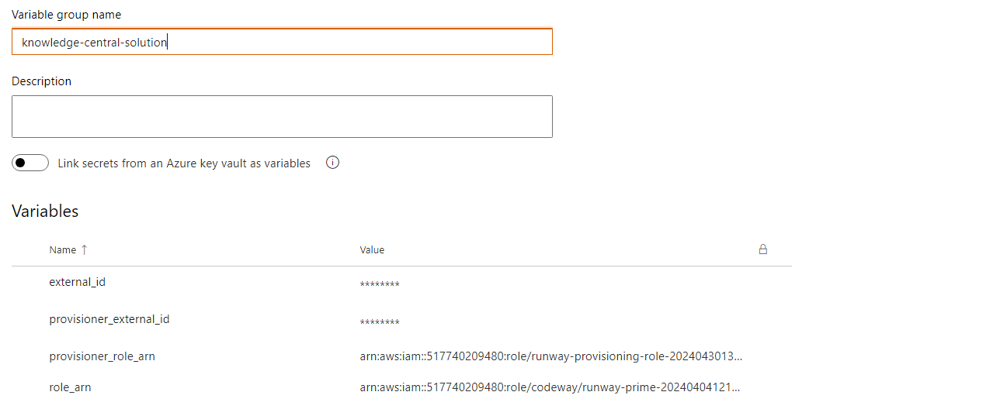 Variable group name
knowledge-central-solution
Description
Link secrets from an Azure key vault as variables
Variables
Name ↑ Value
external_id ********
provisioner_external_id ********
provisioner_role_arn arn:aws:iam::517740209480:role/runway-provisioning-role-2024043013...
role_arn arn:aws:iam::517740209480:role/codeway/runway-prime-20240404121...